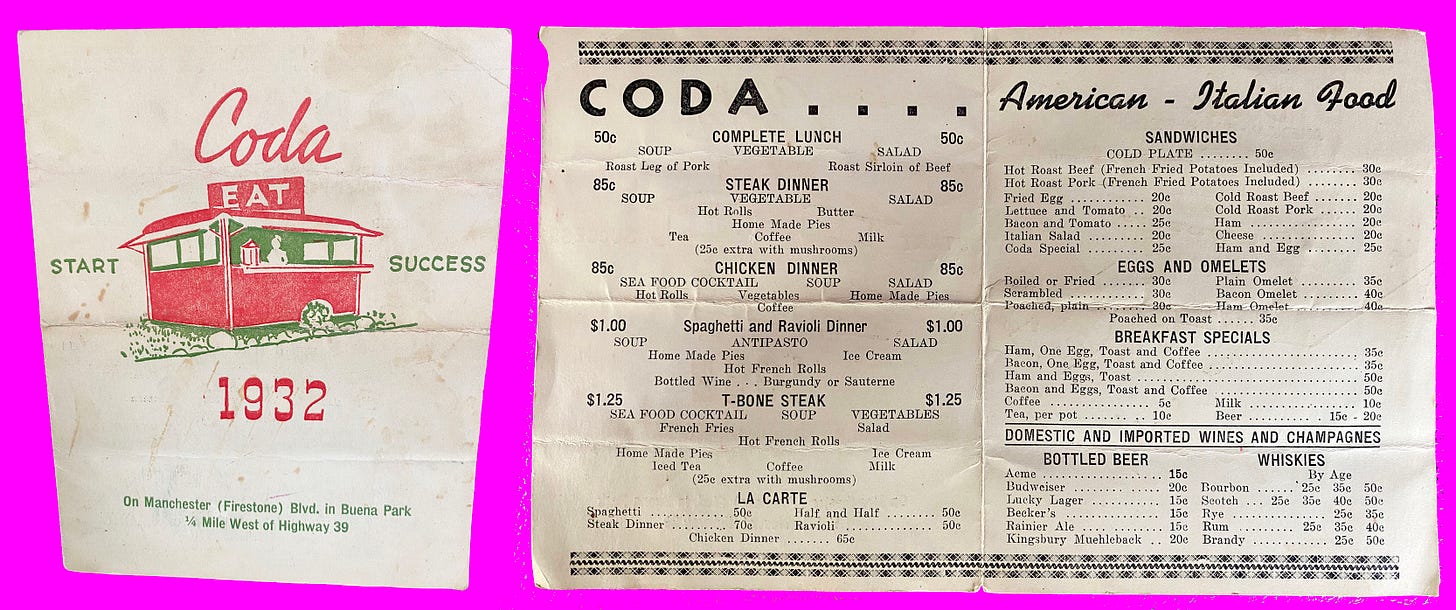 Coda
EAT
START SUCCESS
1932
On Manchester (Firestone) Blvd. in Buena Park
¼ Mile West of Highway 39
CODA . . . .
50c COMPLETE LUNCH 50c
SOUP VEGETABLE SALAD
Roast Leg of Pork Roast Sirloin of Beef
85c STEAK DINNER 85c
SOUP VEGETABLE SALAD
Hot Rolls Butter
Home Made Pies
Tea Coffee Milk
(25c extra with mushrooms)
85c CHICKEN DINNER 85c
SEA FOOD COCKTAIL SOUP SALAD
Hot Rolls Vegetables Home Made Pies
Coffee
$1.00 Spaghetti and Ravioli Dinner $1.00
SOUP ANTIPASTO SALAD
Home Made Pies Ice Cream
Hot French Rolls
Bottled Wine . . . Burgundy or Sauterne
$1.25 T-BONE STEAK $1.25
SEA FOOD COCKTAIL SOUP VEGETABLES
French Fries Salad
Hot French Rolls
Home Made Pies Ice Cream
Iced Tea Coffee Milk
(25c extra with mushrooms)
LA CARTE
Spaghetti .............. 50c Half and Half ........... 50c
Steak Dinner .......... 70c Ravioli .................. 50c
Chicken Dinner ....... 65c
American - Italian Food
SANDWICHES
COLD PLATE ........ 50c
Hot Roast Beef (French Fried Potatoes Included) ........ 30c
Hot Roast Pork (French Fried Potatoes Included) ........ 30c
Fried Egg ............. 20c Cold Roast Beef ....... 20c
Lettuce and Tomato .. 20c Cold Roast Pork ...... 20c
Bacon and Tomato ..... 25c Ham .................. 20c
Italian Salad .......... 20c Cheese ............... 20c
Coda Special .......... 25c Ham and Egg ......... 25c
EGGS AND OMELETS
Boiled or Fried ........ 30c Plain Omelet .......... 35c
Scrambled ............. 30c Bacon Omelet ......... 40c
Poached, plain ........ 30c Ham Omelet .......... 40c
Poached on Toast ...... 35c
BREAKFAST SPECIALS
Ham, One Egg, Toast and Coffee ........................ 35c
Bacon, One Egg, Toast and Coffee ....................... 35c
Ham and Eggs, Toast ................................... 50c
Bacon and Eggs, Toast and Coffee ....................... 50c
Coffee ................. 5c Milk .................. 10c
Tea, per pot ........... 10c Beer ............. 15c - 20c
DOMESTIC AND IMPORTED WINES AND CHAMPAGNES
BOTTLED BEER WHISKIES
Acme ...................... 15c By Age
Budweiser ................. 20c Bourbon ...... 25c 35c 50c
Lucky Lager ............... 15c Scotch ... 25c 35c 40c 50c
Becker's ................... 15c Rye ................ 25c 35c
Rainier Ale ................ 15c Rum ........... 25c 35c 40c
Kingsbury Muehleback .. 20c Brandy ............. 25c 50c